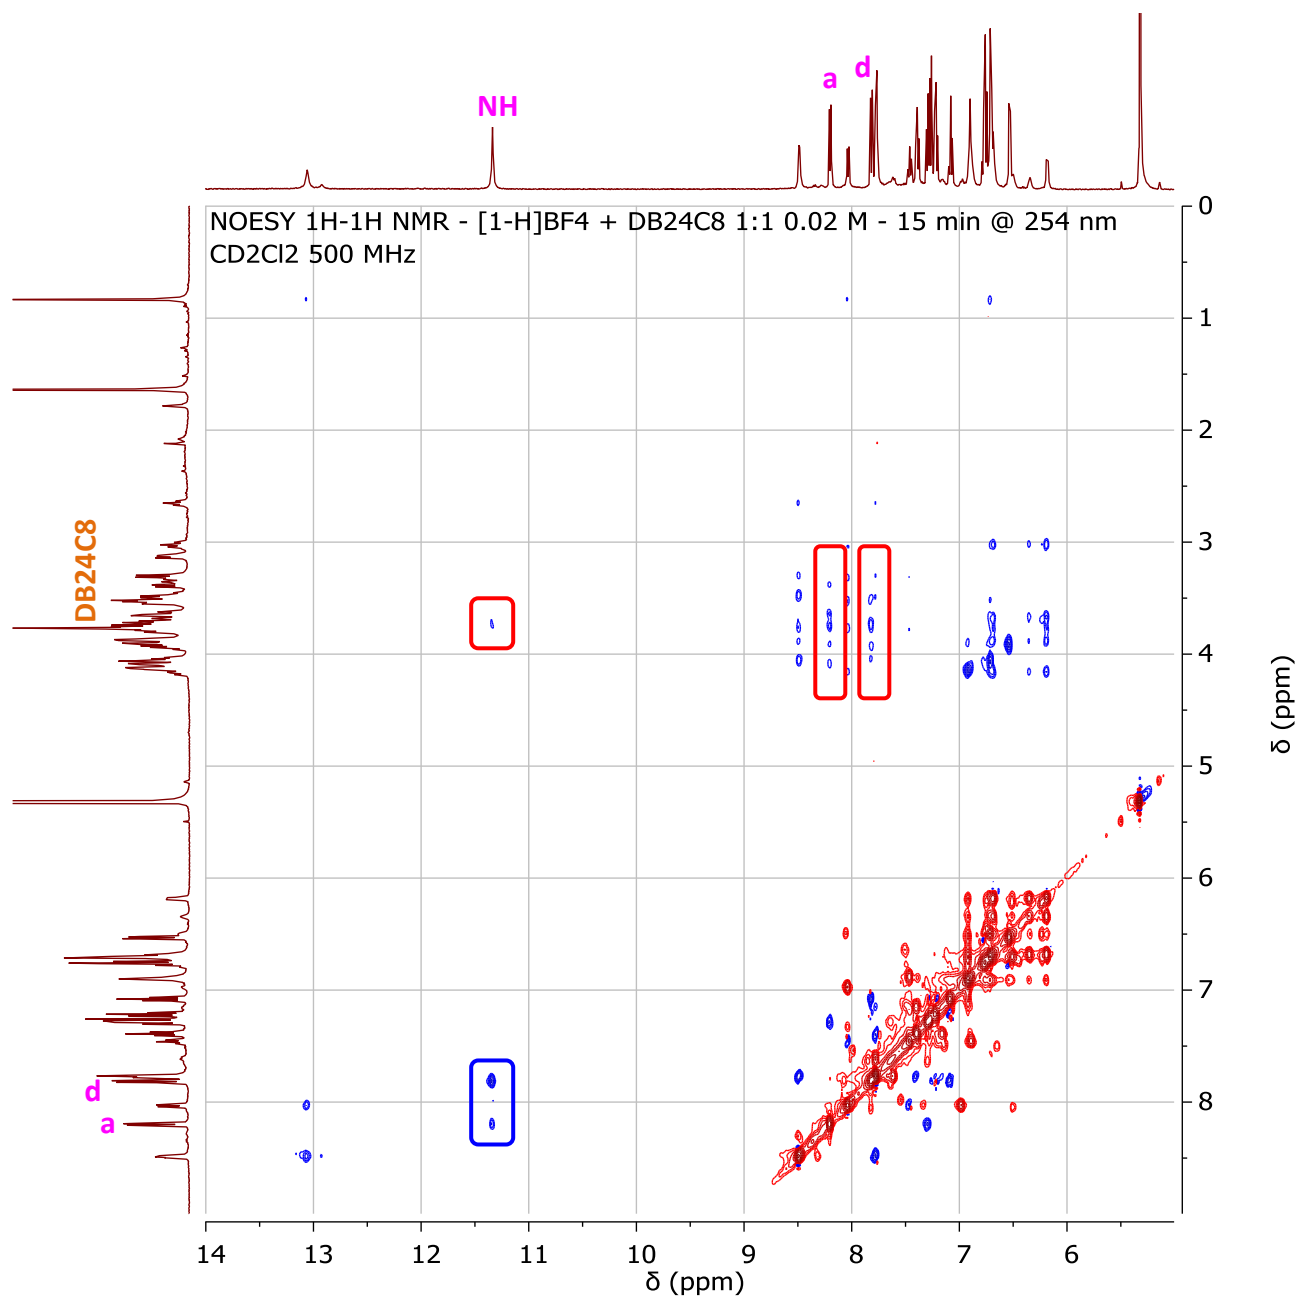 a
d
NH
NOESY 1H-1H NMR - [1-H]BF4 + DB24C8 1:1 0.02 M - 15 min @ 254 nm
CD2Cl2 500 MHz
DB24C8
d
a
0
1
2
3
4
5
6
7
8
δ (ppm)
14 13 12 11 10 9 8 7 6
δ (ppm)